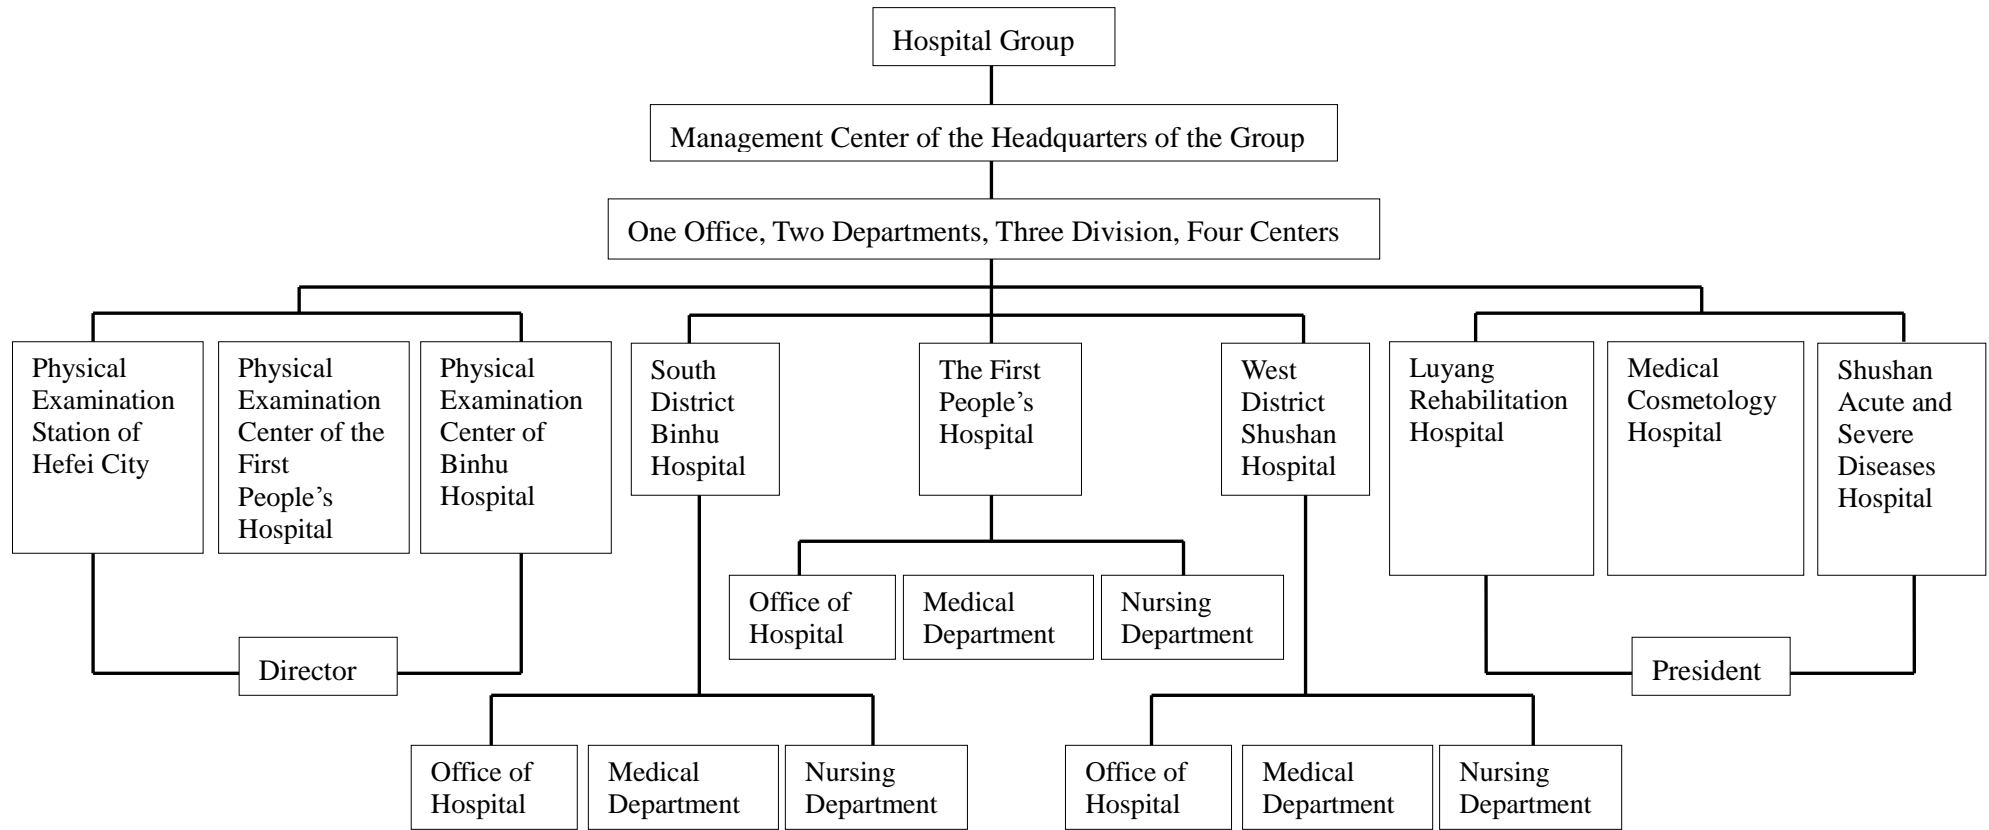 Hospital Group
Management Center of the Headquarters of the Group
One Office, Two Departments, Three Division, Four Centers
Physical
Examination
Station of
Hefei City
Physical
Examination
Center of the
First
People’s
Hospital
Physical
Examination
Center of
Binhu
Hospital
South
District
Binhu
Hospital
The First
People’s
Hospital
West
District
Shushan
Hospital
Luyang
Rehabilitation
Hospital
Medical
Cosmetology
Hospital
Shushan
Acute and
Severe
Diseases
Hospital
Office of
Hospital
Medical
Department
Nursing
Department
Director
President
Office of
Hospital
Medical
Department
Nursing
Department
Office of
Hospital
Medical
Department
Nursing
Department